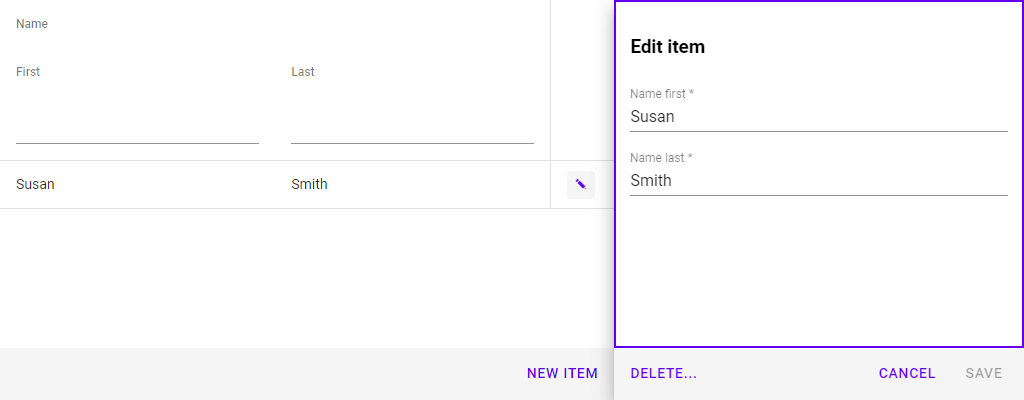 Name
First Last
Susan Smith
NEW ITEM
Edit item
Name first *
Susan
Name last *
Smith
DELETE... CANCEL SAVE